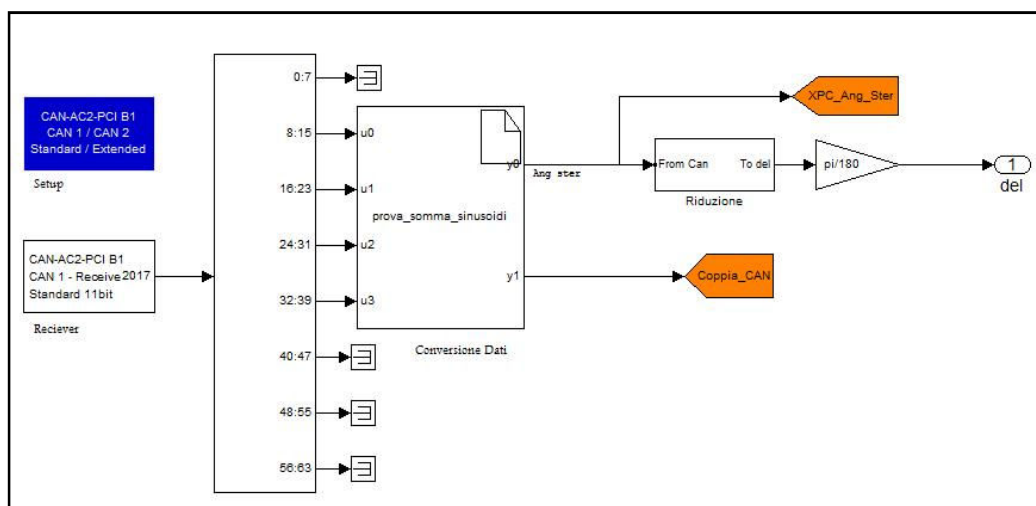 CAN-AC2-PCI B1
CAN 1 / CAN 2
Standard / Extended
Setup
CAN-AC2-PCI B1
CAN 1 - Receive 2017
Standard 11bit
Reciever
0:7
8:15
16:23
24:31
32:39
40:47
48:55
56:63
u0
u1
u2
u3
prova_somma_sinusoidi
y0
y1
Conversione Dati
Ang ster
XPC_Ang_Ster
From Can
To del
Riduzione
pi/180
1
del
Coppia_CAN